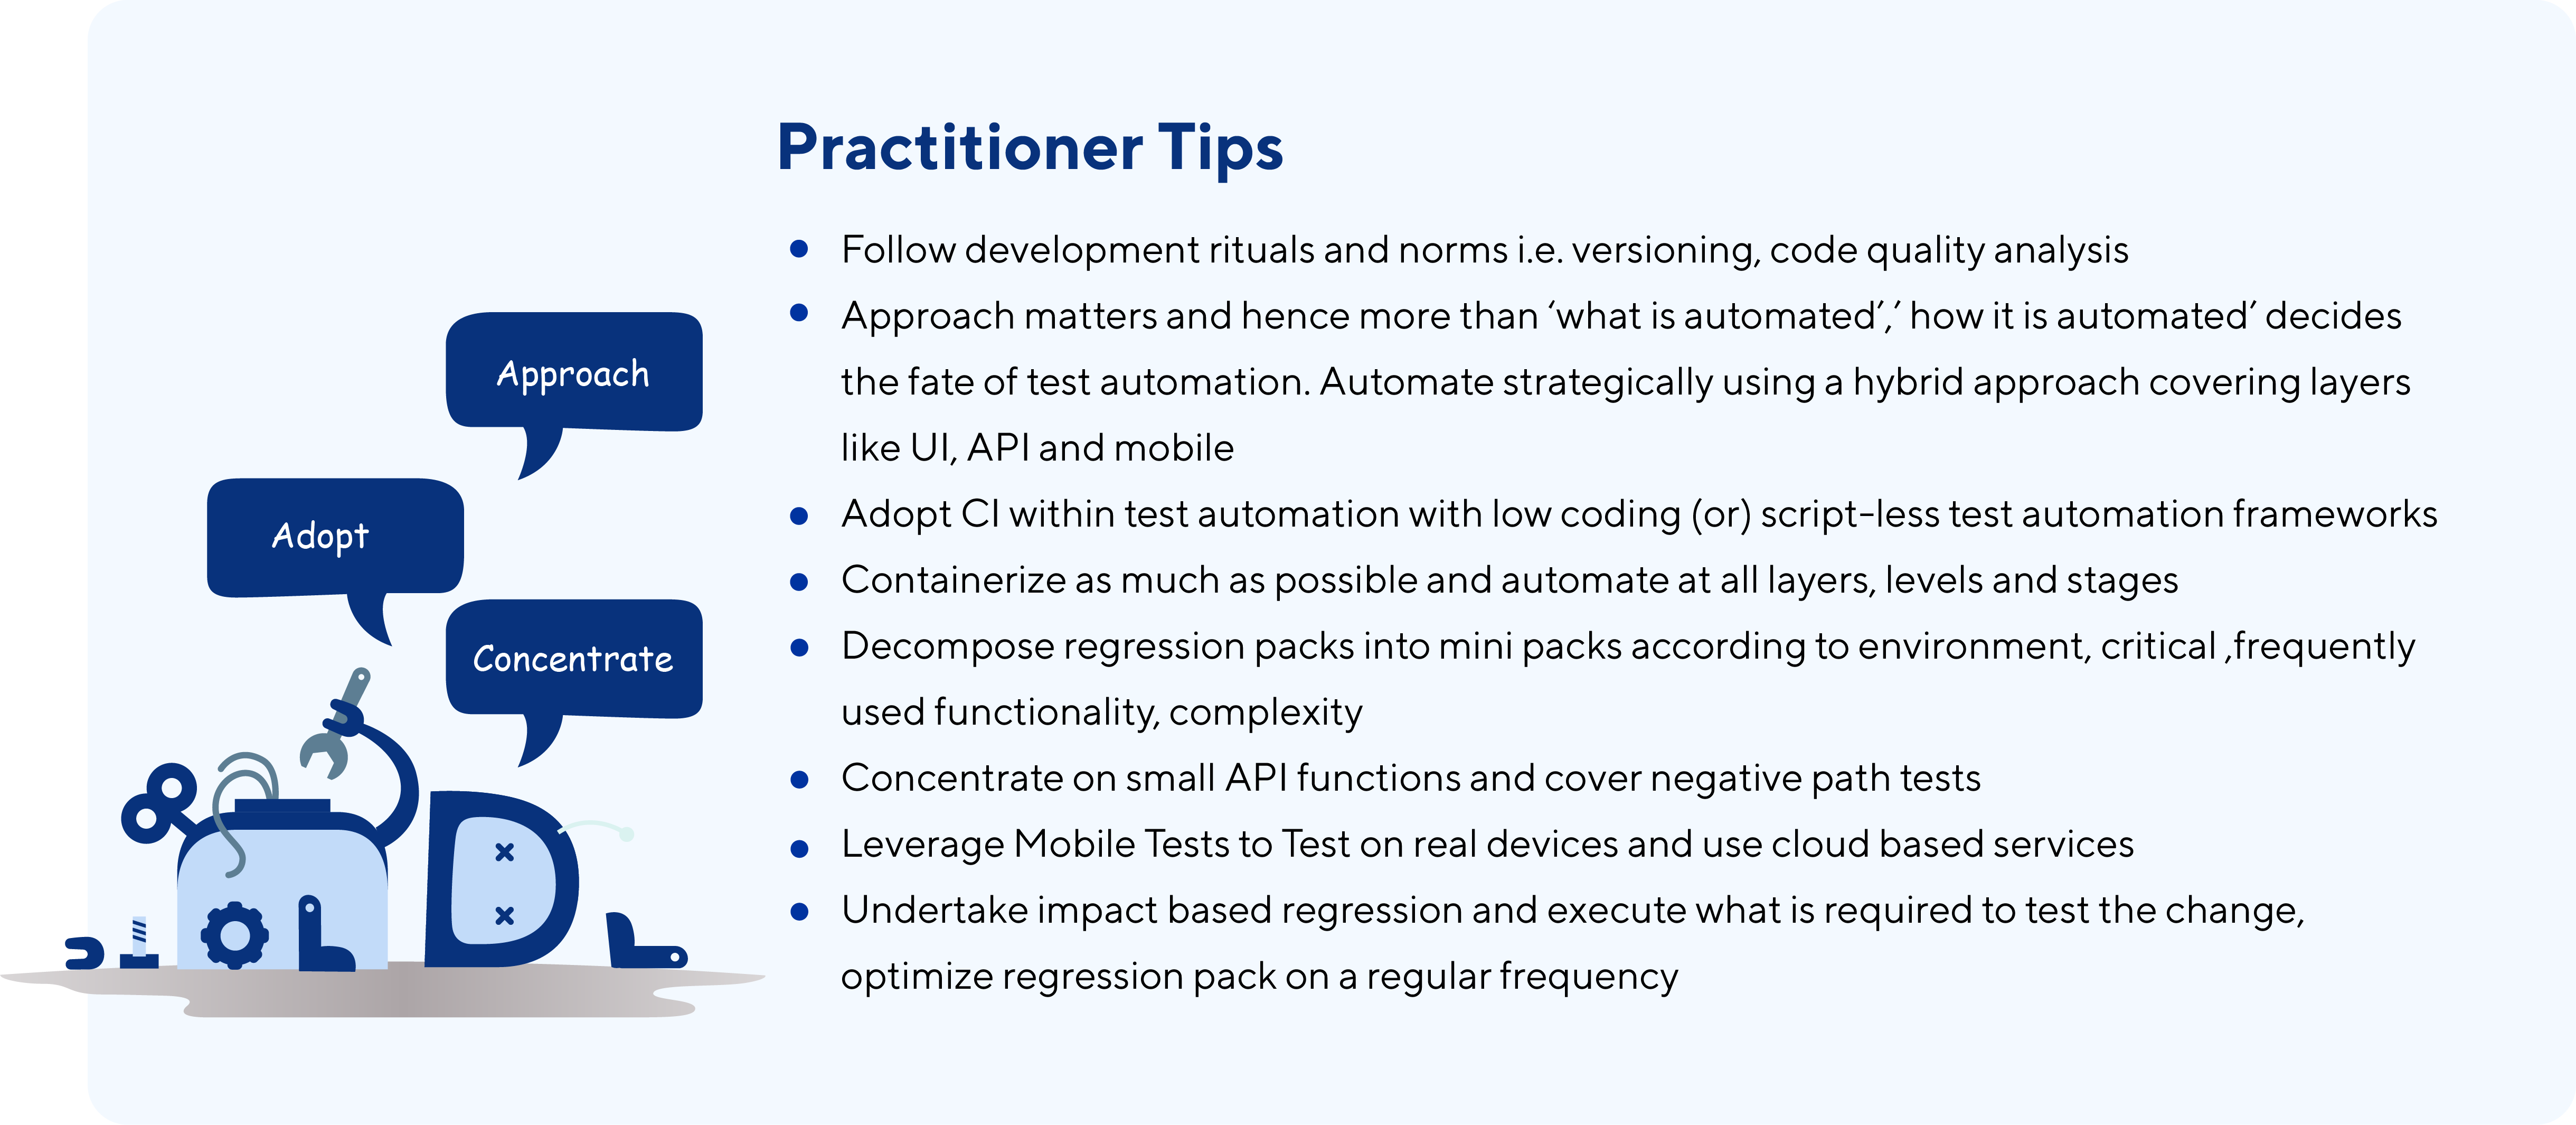 Practitioner Tips
Follow development rituals and norms i.e. versioning, code quality analysis
Approach matters and hence more than ‘what is automated’,’ how it is automated’ decides
the fate of test automation. Automate strategically using a hybrid approach covering layers
like UI, API and mobile
Adopt CI within test automation with low coding (or) script-less test automation frameworks
Containerize as much as possible and automate at all layers, levels and stages
Decompose regression packs into mini packs according to environment, critical ,frequently
used functionality, complexity
Concentrate on small API functions and cover negative path tests
Leverage Mobile Tests to Test on real devices and use cloud based services
Undertake impact based regression and execute what is required to test the change,
optimize regression pack on a regular frequency
Approach
Adopt
Concentrate